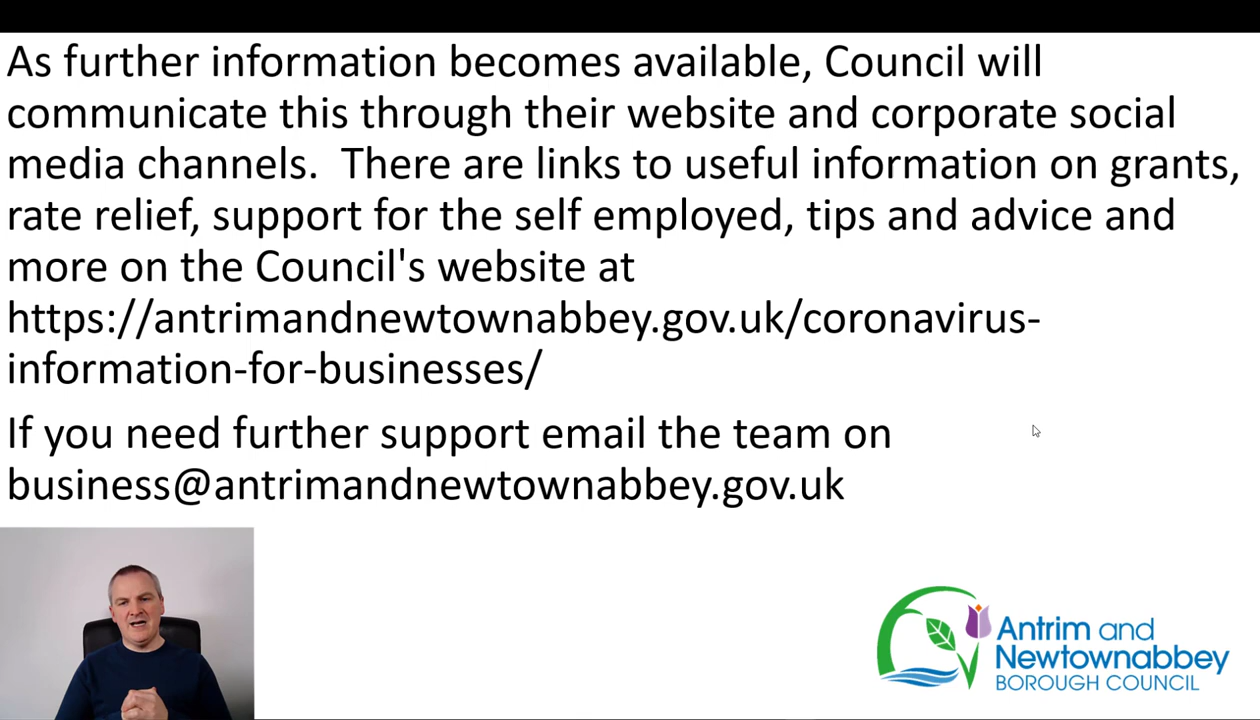 As further information becomes available, Council will
communicate this through their website and corporate social
media channels.  There are links to useful information on grants,
rate relief, support for the self employed, tips and advice and
more on the Council's website at
https://antrimandnewtownabbey.gov.uk/coronavirus-
information-for-businesses/
If you need further support email the team on
business@antrimandnewtownabbey.gov.uk
Antrim and
Newtownabbey
BOROUGH COUNCIL